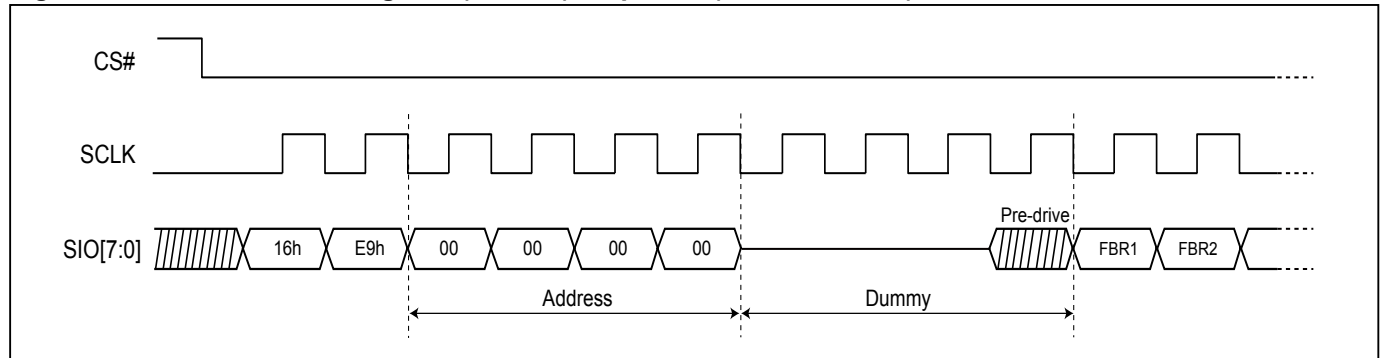 CS#
SCLK
Pre-drive
SIO[7:0] 16h E9h 00 00 00 00 FBR1 FBR2
Address Dummy